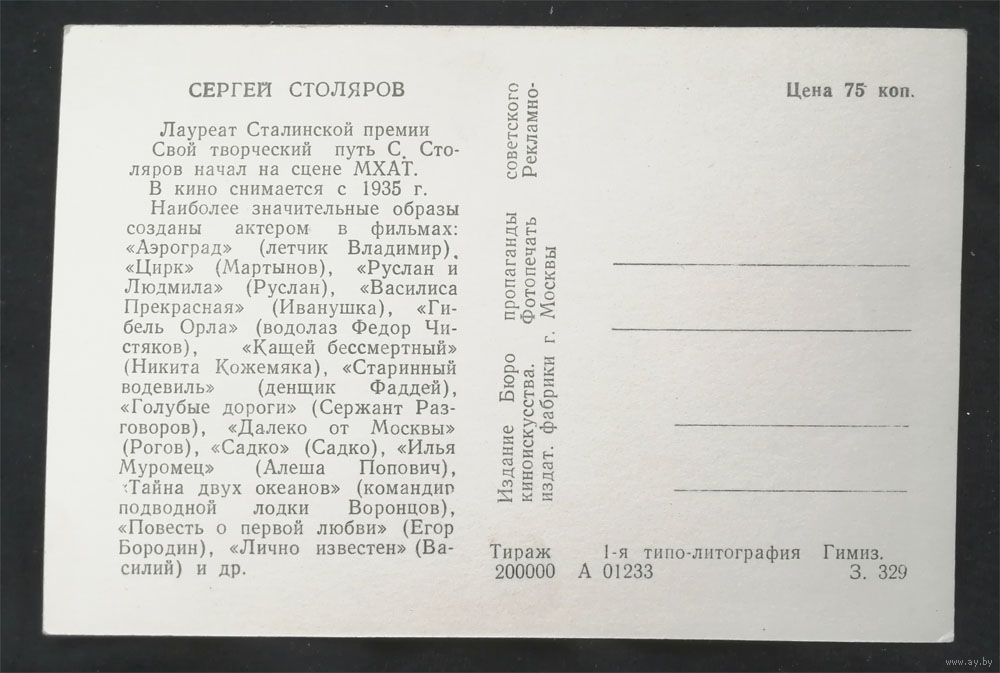 СЕРГЕЙ СТОЛЯРОВ
Лауреат Сталинской премии
Свой творческий путь С. Сто-
ляров начал на сцене МХАТ.
В кино снимается с 1935 г.
Наиболее значительные образы
созданы актером в фильмах:
«Аэроград» (летчик Владимир),
«Цирк» (Мартынов), «Руслан и
Людмила» (Руслан), «Василиса
Прекрасная» (Иванушка), «Ги-
бель Орла» (водолаз Федор Чи-
стяков), «Кащей бессмертный»
(Никита Кожемяка), «Старинный
водевиль» (денщик Фаддей),
«Голубые дороги» (Сержант Раз-
говоров), «Далеко от Москвы»
(Рогов), «Садко» (Садко), «Илья
Муромец» (Алеша Попович),
«Тайна двух океанов» (командир
подводной лодки Воронцов),
«Повесть о первой любви» (Егор
Бородин), «Лично известен» (Ва-
силий) и др.
Издание Бюро пропаганды советского
киноискусства. Фотопечать Рекламно-
издат. фабрики г. Москвы
Цена 75 коп.
Тираж 1-я типо-литография Гимиз.
200000 А 01233 З. 329
www.ay.by